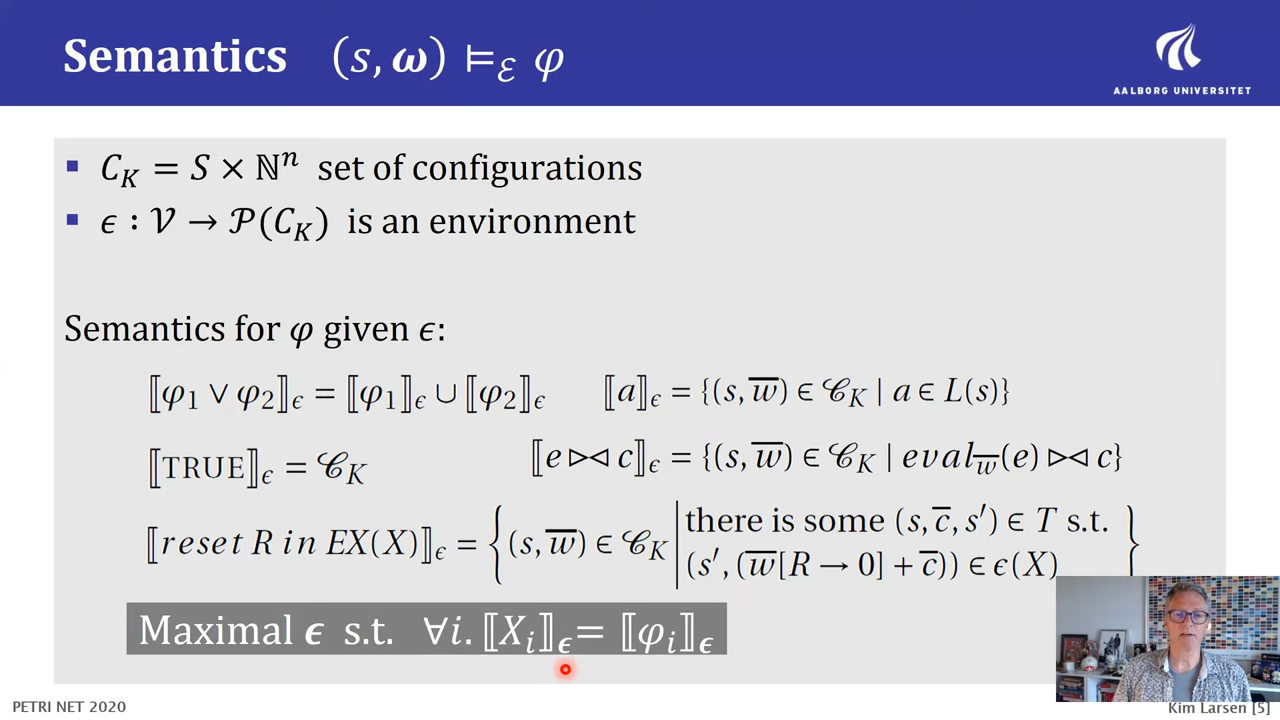 Semantics (s, ω) ⊨_ℰ φ
AALBORG UNIVERSITET
▪ C_K = S × ℕⁿ set of configurations
▪ ϵ : 𝒱 → 𝒫(C_K) is an environment
Semantics for φ given ϵ:
⟦φ₁ ∨ φ₂⟧_ϵ = ⟦φ₁⟧_ϵ ∪ ⟦φ₂⟧_ϵ ⟦a⟧_ϵ = {(s, w̅) ∈ 𝒞_K | a ∈ L(s)}
⟦TRUE⟧_ϵ = 𝒞_K ⟦e ⋈ c⟧_ϵ = {(s, w̅) ∈ 𝒞_K | eval_w̅(e) ⋈ c}
⟦reset R in EX(X)⟧_ϵ = {(s, w̅) ∈ 𝒞_K | there is some (s, c̅, s′) ∈ T s.t.
(s′, (w̅[R → 0] + c̅)) ∈ ϵ(X)}
Maximal ϵ s.t. ∀i. ⟦X_i⟧_ϵ = ⟦φ_i⟧_ϵ
PETRI NET 2020
Kim Larsen [5]